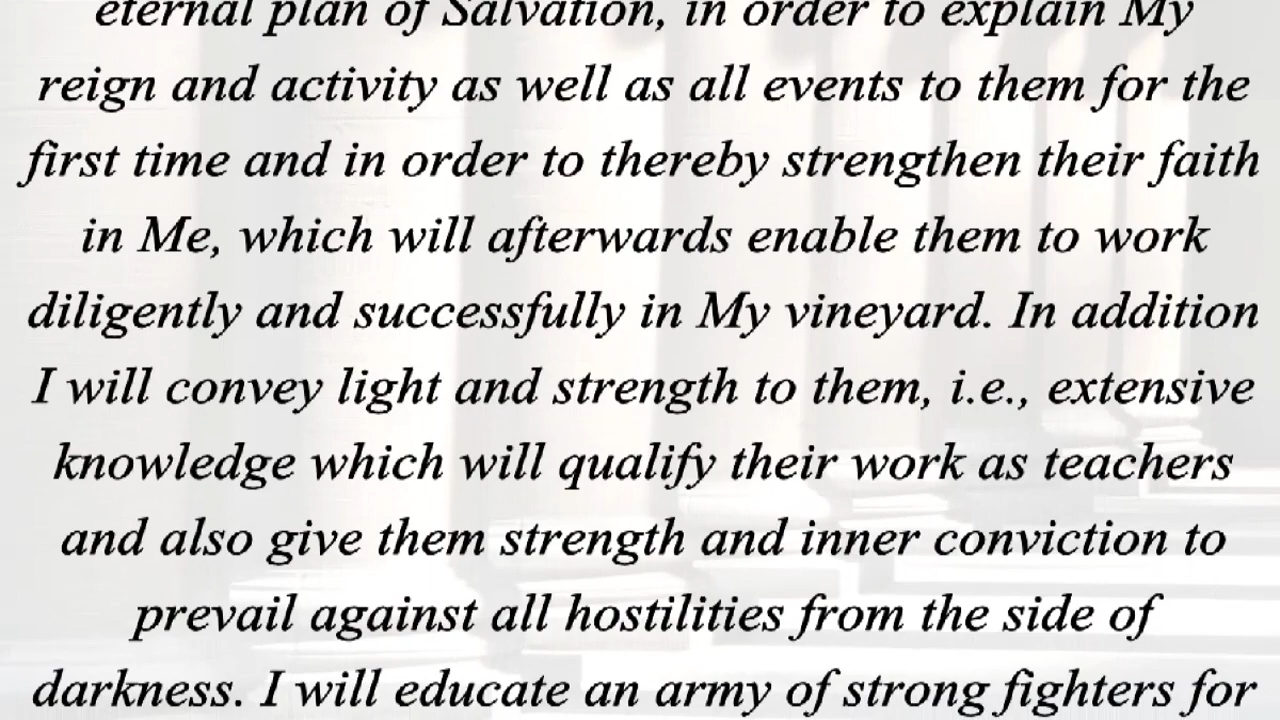 eternal plan of Salvation, in order to explain My
reign and activity as well as all events to them for the
first time and in order to thereby strengthen their faith
in Me, which will afterwards enable them to work
diligently and successfully in My vineyard. In addition
I will convey light and strength to them, i.e., extensive
knowledge which will qualify their work as teachers
and also give them strength and inner conviction to
prevail against all hostilities from the side of
darkness. I will educate an army of strong fighters for